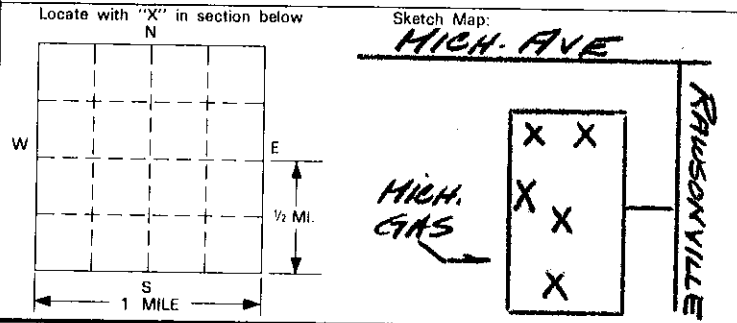 Locate with "X" in section below
N
W
E
½ MI.
S
1 MILE
Sketch Map:
MICH. AVE
RAWSONVILLE
X X
X
X
X
MICH.
GAS